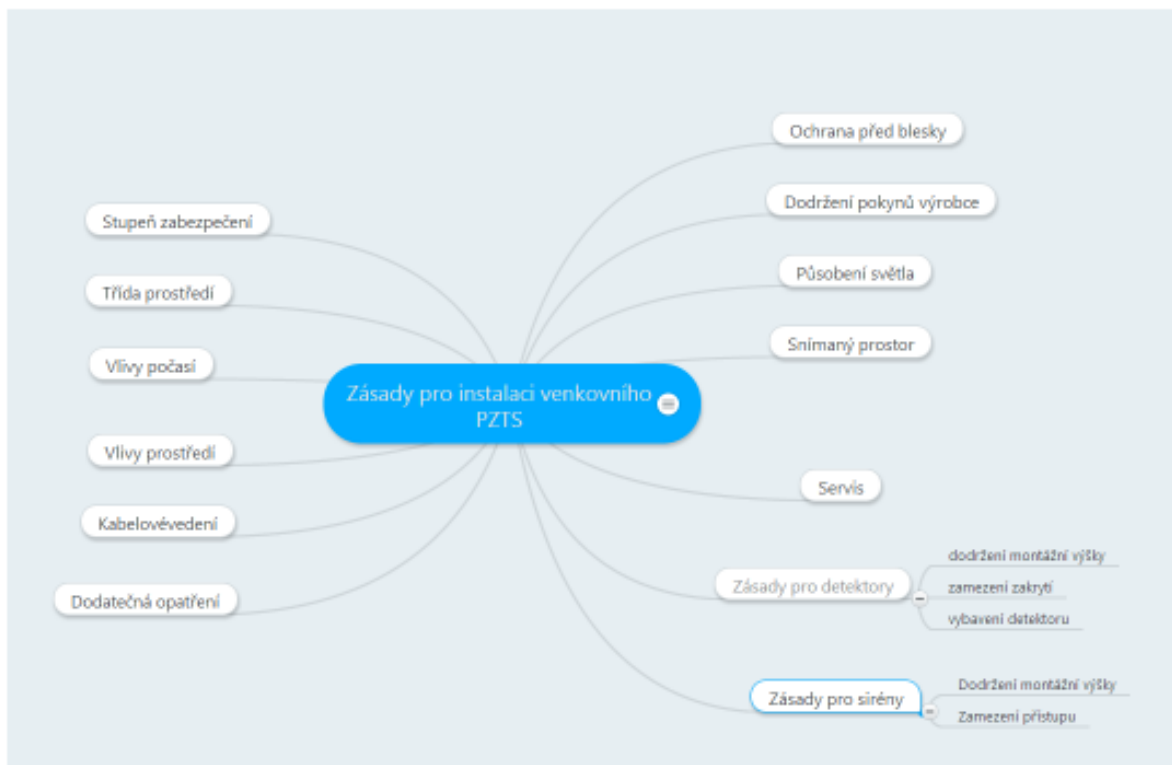 Ochrana před blesky
Dodržení pokynů výrobce
Působení světla
Snímaný prostor
Stupeň zabezpečení
Třída prostředí
Vlivy počasí
Vlivy prostředí
Kabelovévedení
Dodatečná opatření
Zásady pro instalaci venkovního
PZTS
Servis
Zásady pro detektory
dodržení montážní výšky
zamezení zakrytí
vybavení detektoru
Zásady pro sirény
Dodržení montážní výšky
Zamezení přístupu